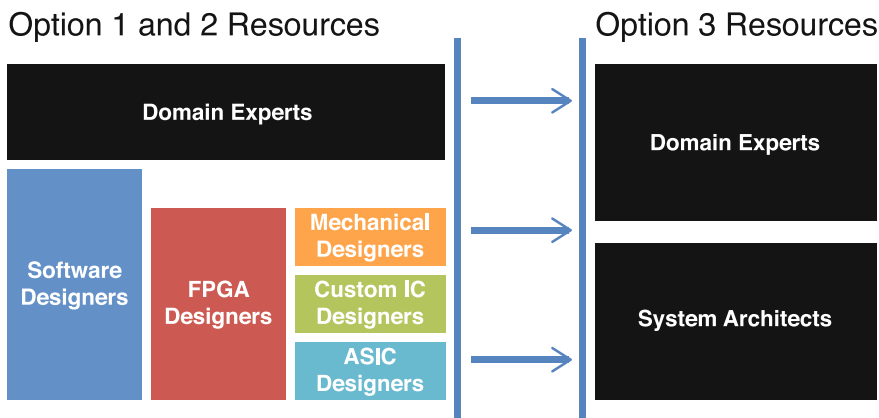 Option 1 and 2 Resources
Option 3 Resources
Domain Experts
Domain Experts
Software
Designers
FPGA
Designers
Mechanical
Designers
Custom IC
Designers
ASIC
Designers
System Architects